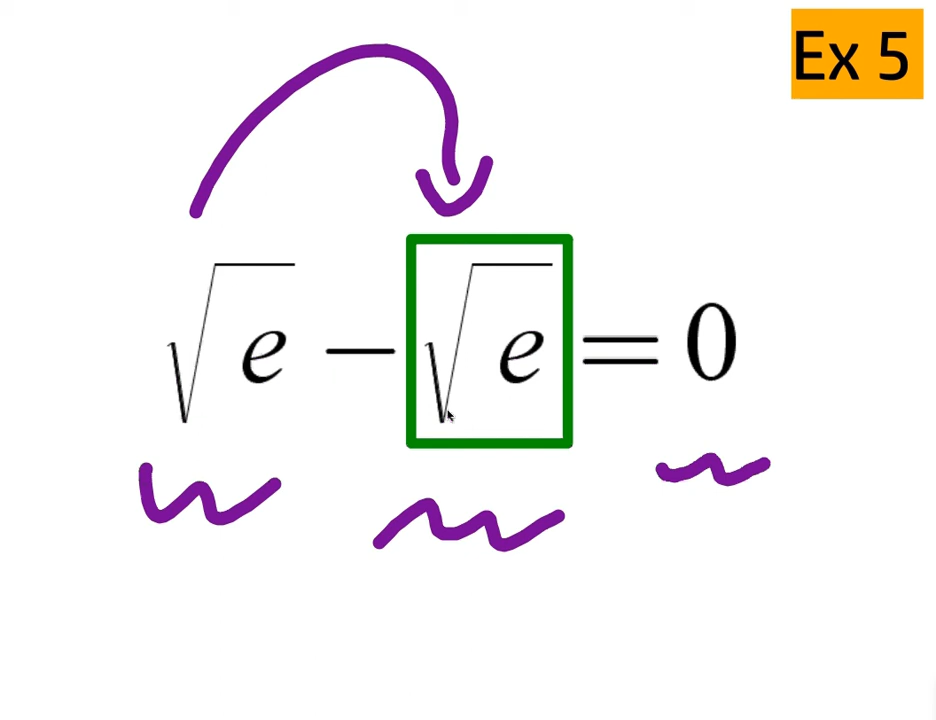 Ex 5
√e − √e = 0